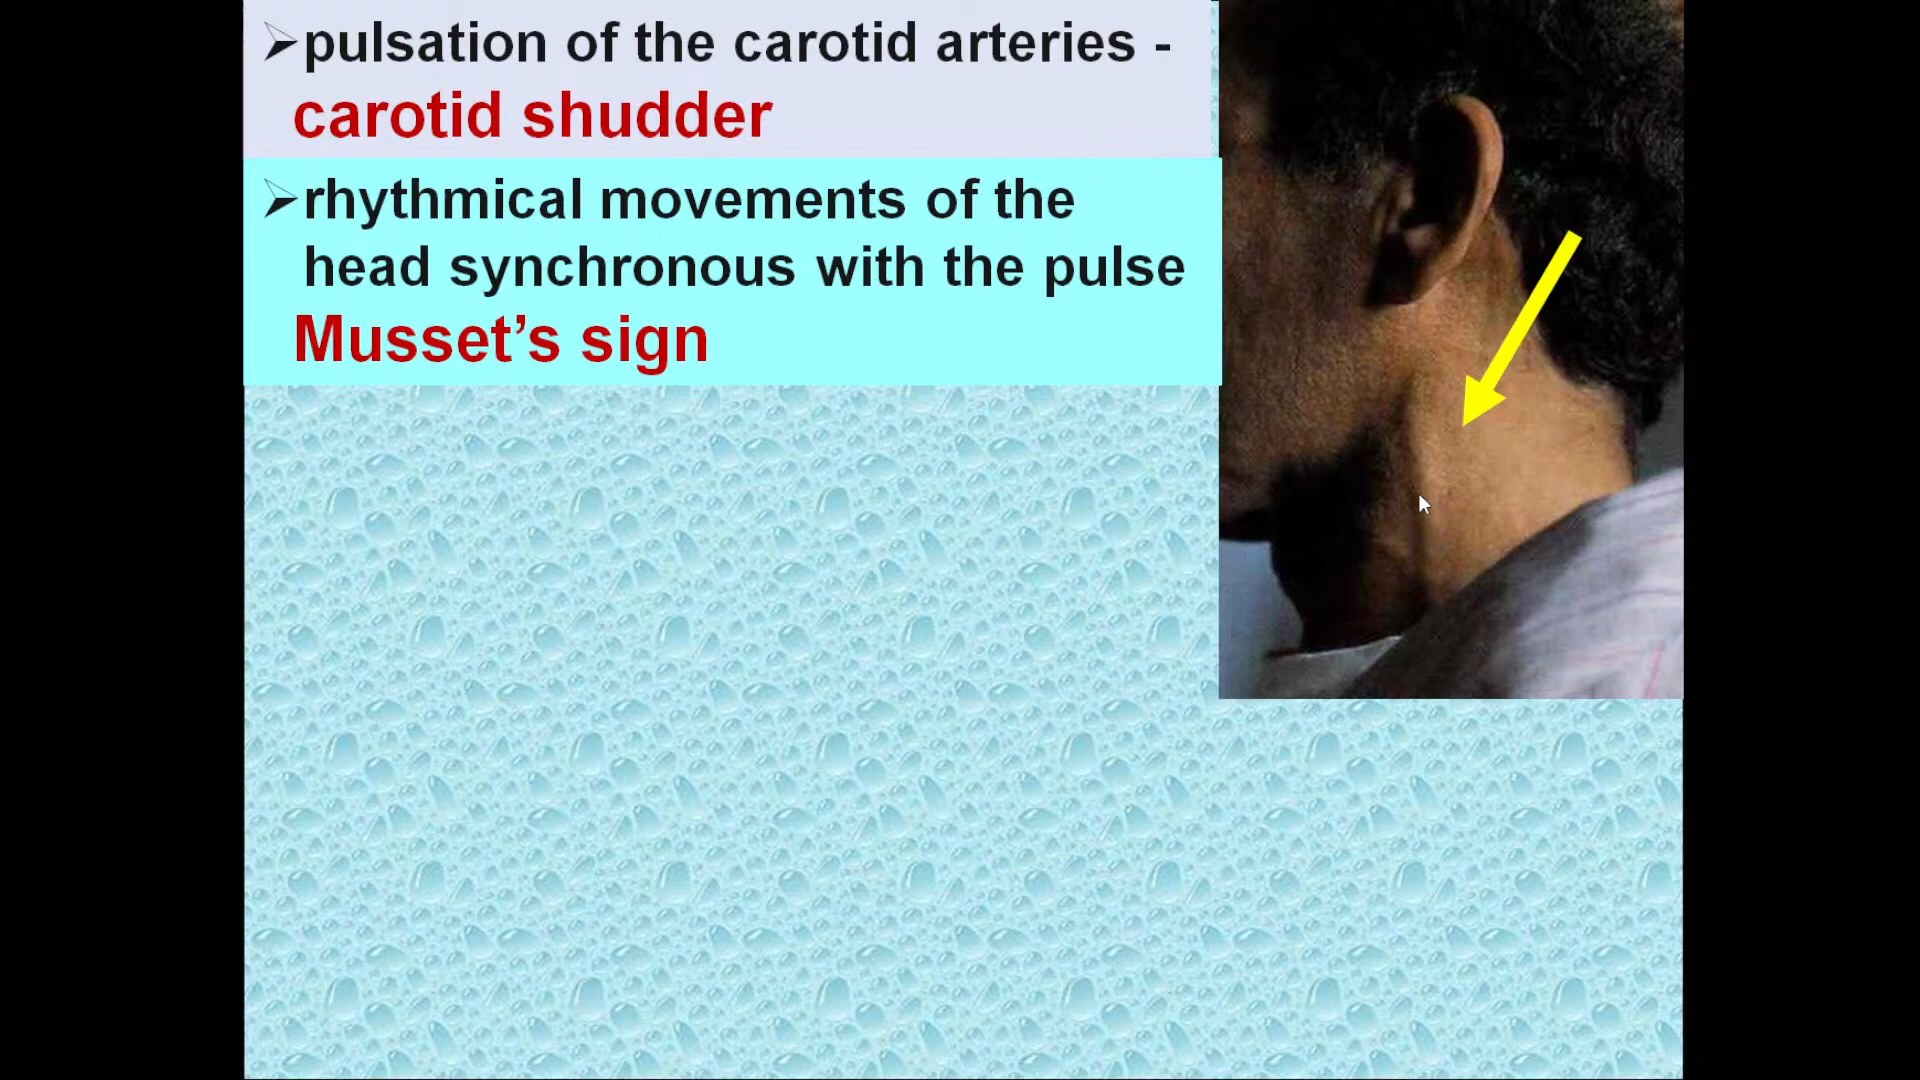 ➢pulsation of the carotid arteries -
carotid shudder
➢rhythmical movements of the
head synchronous with the pulse
Musset’s sign